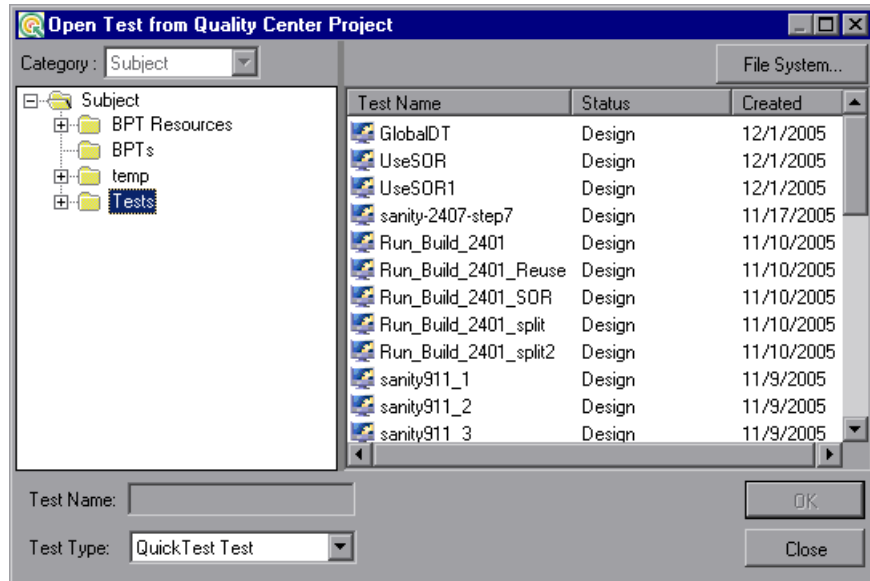 Open Test from Quality Center Project
Category : Subject
File System...
Subject
BPT Resources
BPTs
temp
Tests
Test Name Status Created
GlobalDT Design 12/1/2005
UseSOR Design 12/1/2005
UseSOR1 Design 12/1/2005
sanity-2407-step7 Design 11/17/2005
Run_Build_2401 Design 11/10/2005
Run_Build_2401_Reuse Design 11/10/2005
Run_Build_2401_SOR Design 11/10/2005
Run_Build_2401_split Design 11/10/2005
Run_Build_2401_split2 Design 11/10/2005
sanity911_1 Design 11/9/2005
sanity911_2 Design 11/9/2005
sanity911_3 Design 11/9/2005
Test Name:
OK
Test Type: QuickTest Test
Close